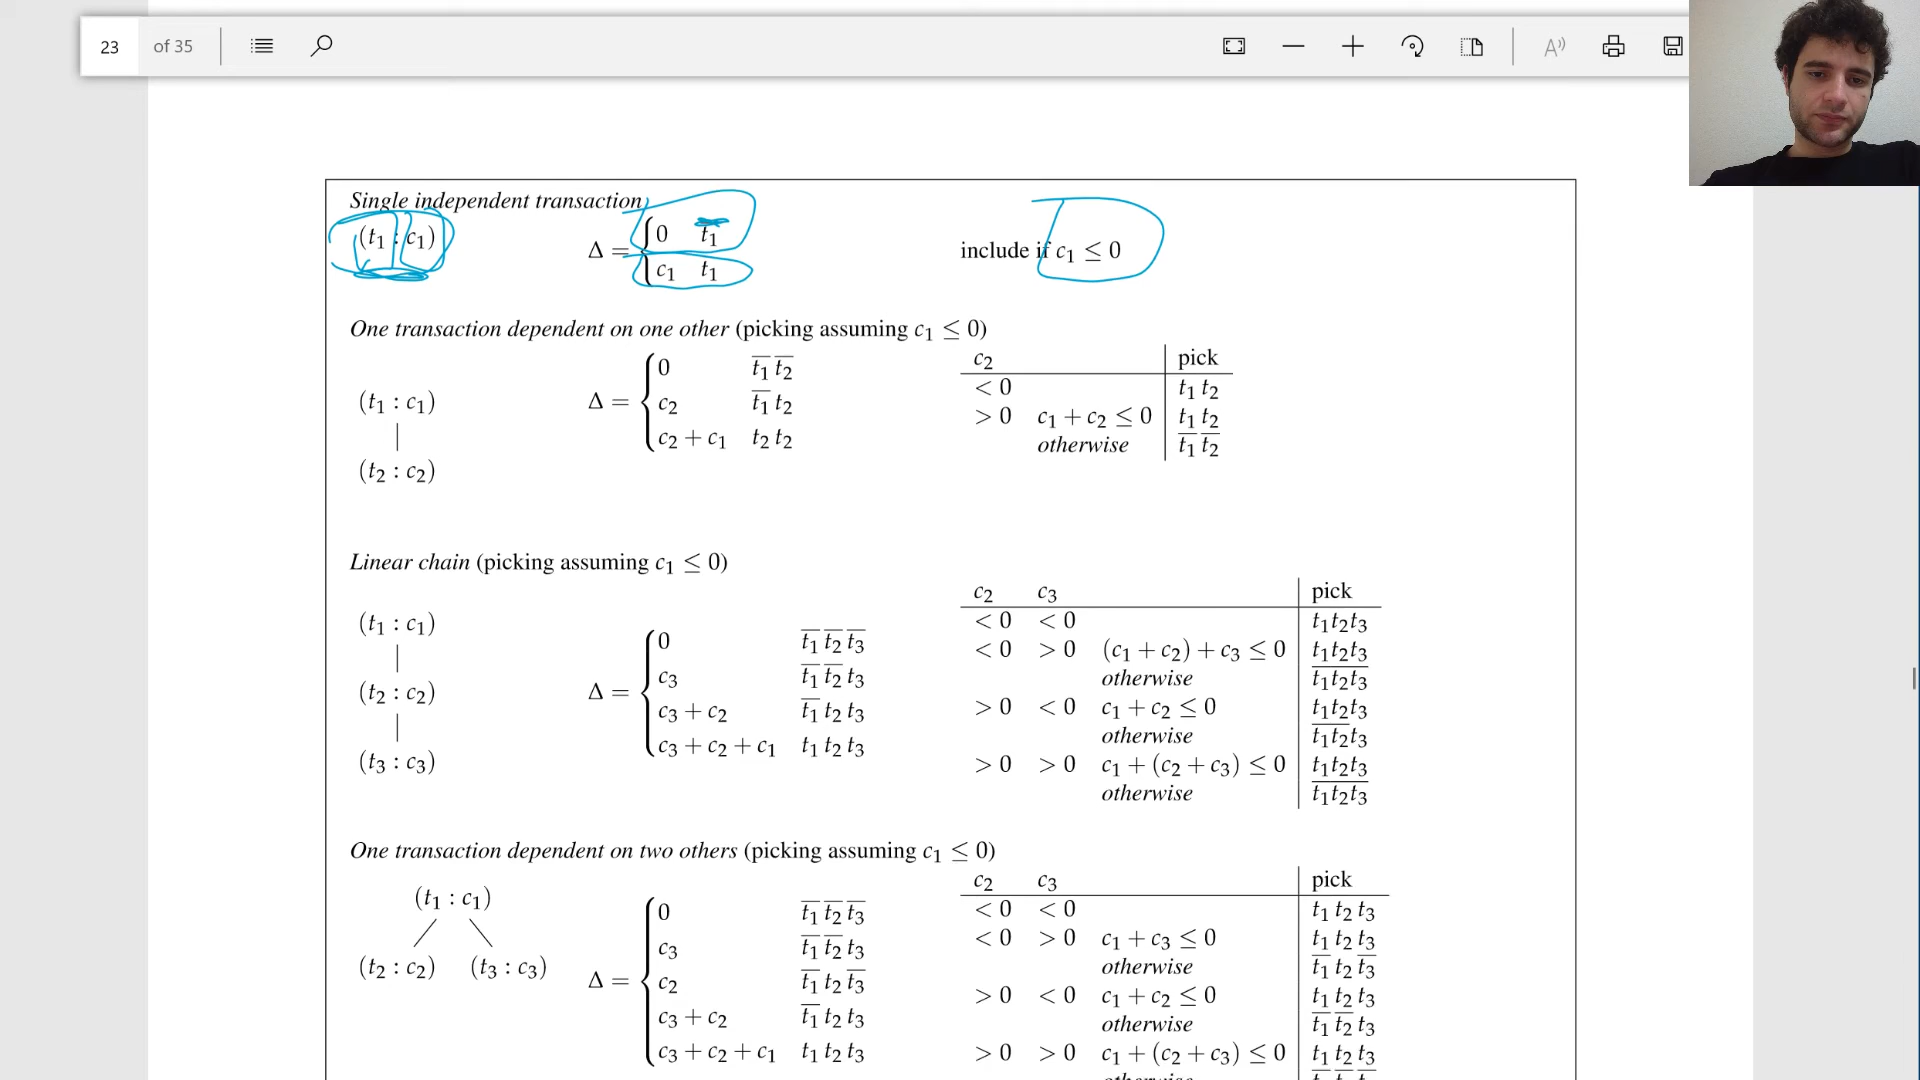 23 of 35
Single independent transaction
(t₁ : c₁) Δ = { 0 t̅₁ include if c₁ ≤ 0
c₁ t₁
One transaction dependent on one other (picking assuming c₁ ≤ 0)
(t₁ : c₁)
(t₂ : c₂)
Δ = { 0 t̅₁ t̅₂
c₂ t̅₁ t₂
c₂ + c₁ t₂ t₂
c₂ pick
< 0 t₁ t₂
> 0 c₁ + c₂ ≤ 0 t₁ t₂
otherwise t̅₁ t̅₂
Linear chain (picking assuming c₁ ≤ 0)
(t₁ : c₁)
(t₂ : c₂)
(t₃ : c₃)
Δ = { 0 t̅₁ t̅₂ t̅₃
c₃ t̅₁ t̅₂ t₃
c₃ + c₂ t̅₁ t₂ t₃
c₃ + c₂ + c₁ t₁ t₂ t₃
c₂ c₃ pick
< 0 < 0 t₁t₂t₃
< 0 > 0 (c₁ + c₂) + c₃ ≤ 0 t₁t₂t₃
otherwise t̅₁t̅₂t̅₃
> 0 < 0 c₁ + c₂ ≤ 0 t₁t₂t₃
otherwise t̅₁t̅₂t₃
> 0 > 0 c₁ + (c₂ + c₃) ≤ 0 t₁t₂t₃
otherwise t̅₁t̅₂t̅₃
One transaction dependent on two others (picking assuming c₁ ≤ 0)
(t₁ : c₁)
(t₂ : c₂) (t₃ : c₃)
Δ = { 0 t̅₁ t̅₂ t̅₃
c₃ t̅₁ t̅₂ t₃
c₂ t̅₁ t₂ t̅₃
c₃ + c₂ t̅₁ t₂ t₃
c₃ + c₂ + c₁ t₁ t₂ t₃
c₂ c₃ pick
< 0 < 0 t₁ t₂ t₃
< 0 > 0 c₁ + c₃ ≤ 0 t₁ t₂ t₃
otherwise t̅₁ t₂ t̅₃
> 0 < 0 c₁ + c₂ ≤ 0 t₁ t₂ t₃
otherwise t̅₁ t̅₂ t₃
> 0 > 0 c₁ + (c₂ + c₃) ≤ 0 t₁ t₂ t₃